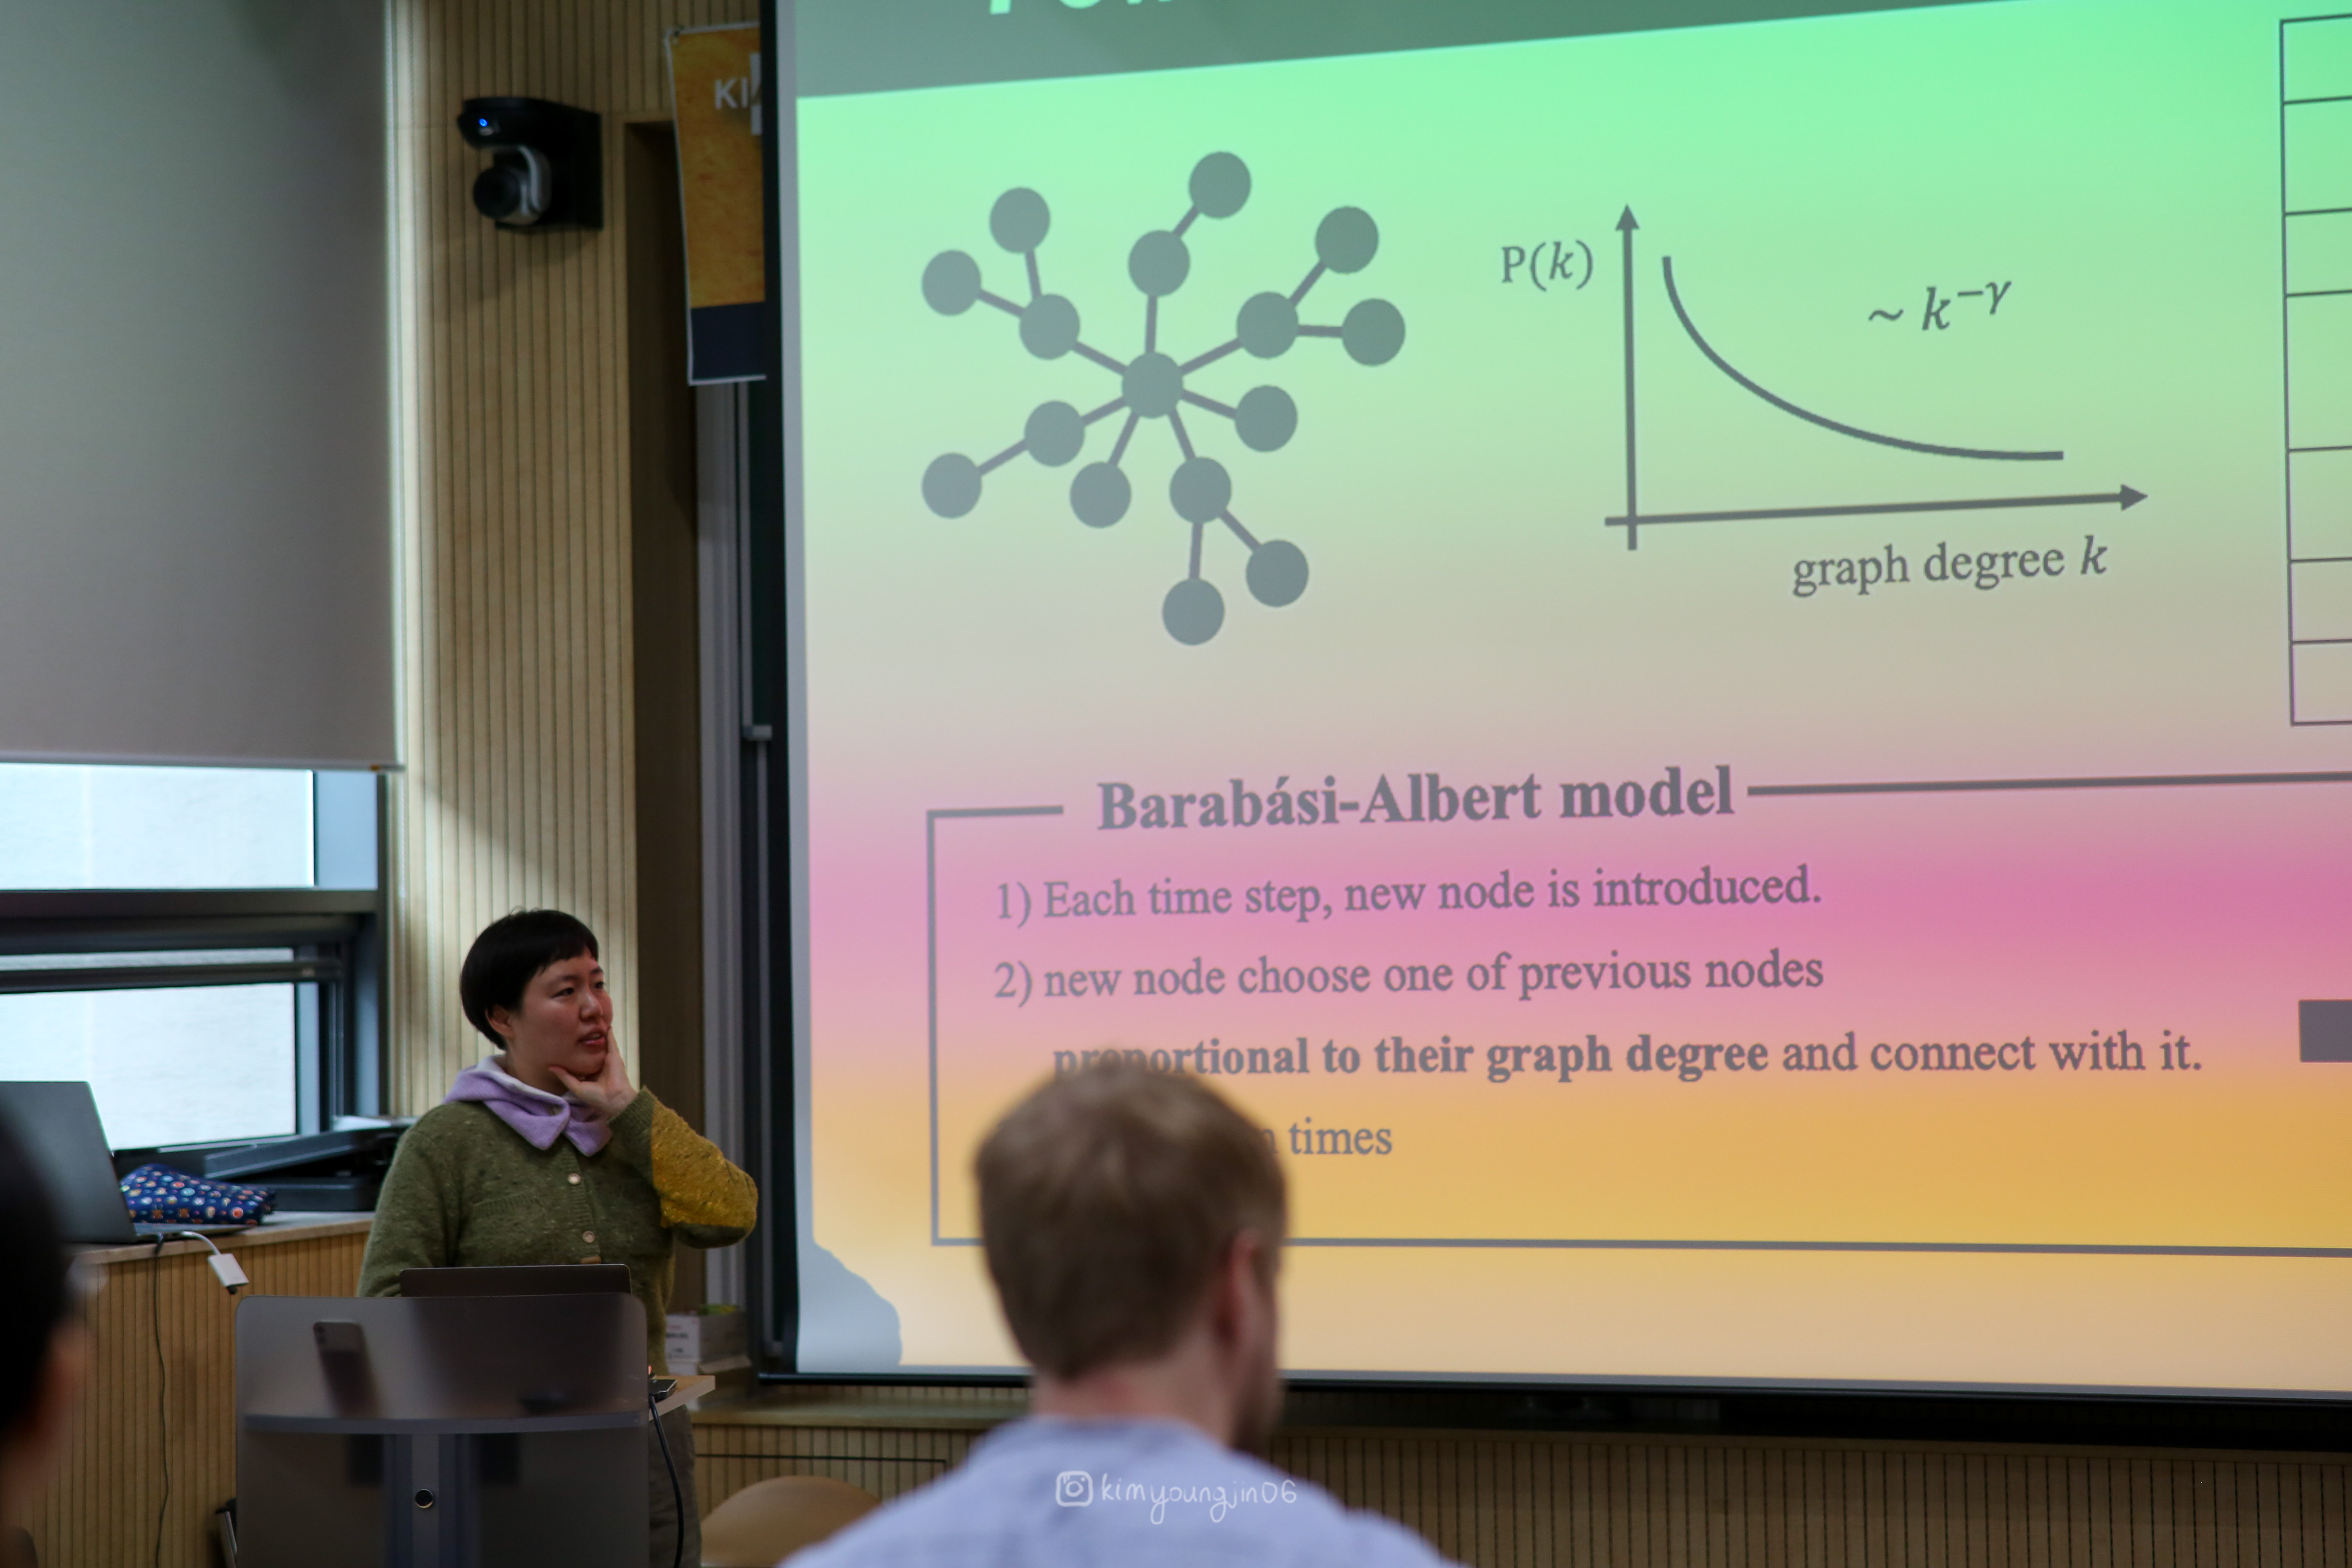 P(k)
~ k^−γ
graph degree k
Barabási-Albert model
1) Each time step, new node is introduced.
2) new node choose one of previous nodes
proportional to their graph degree and connect with it.
times
kimyoungjin06